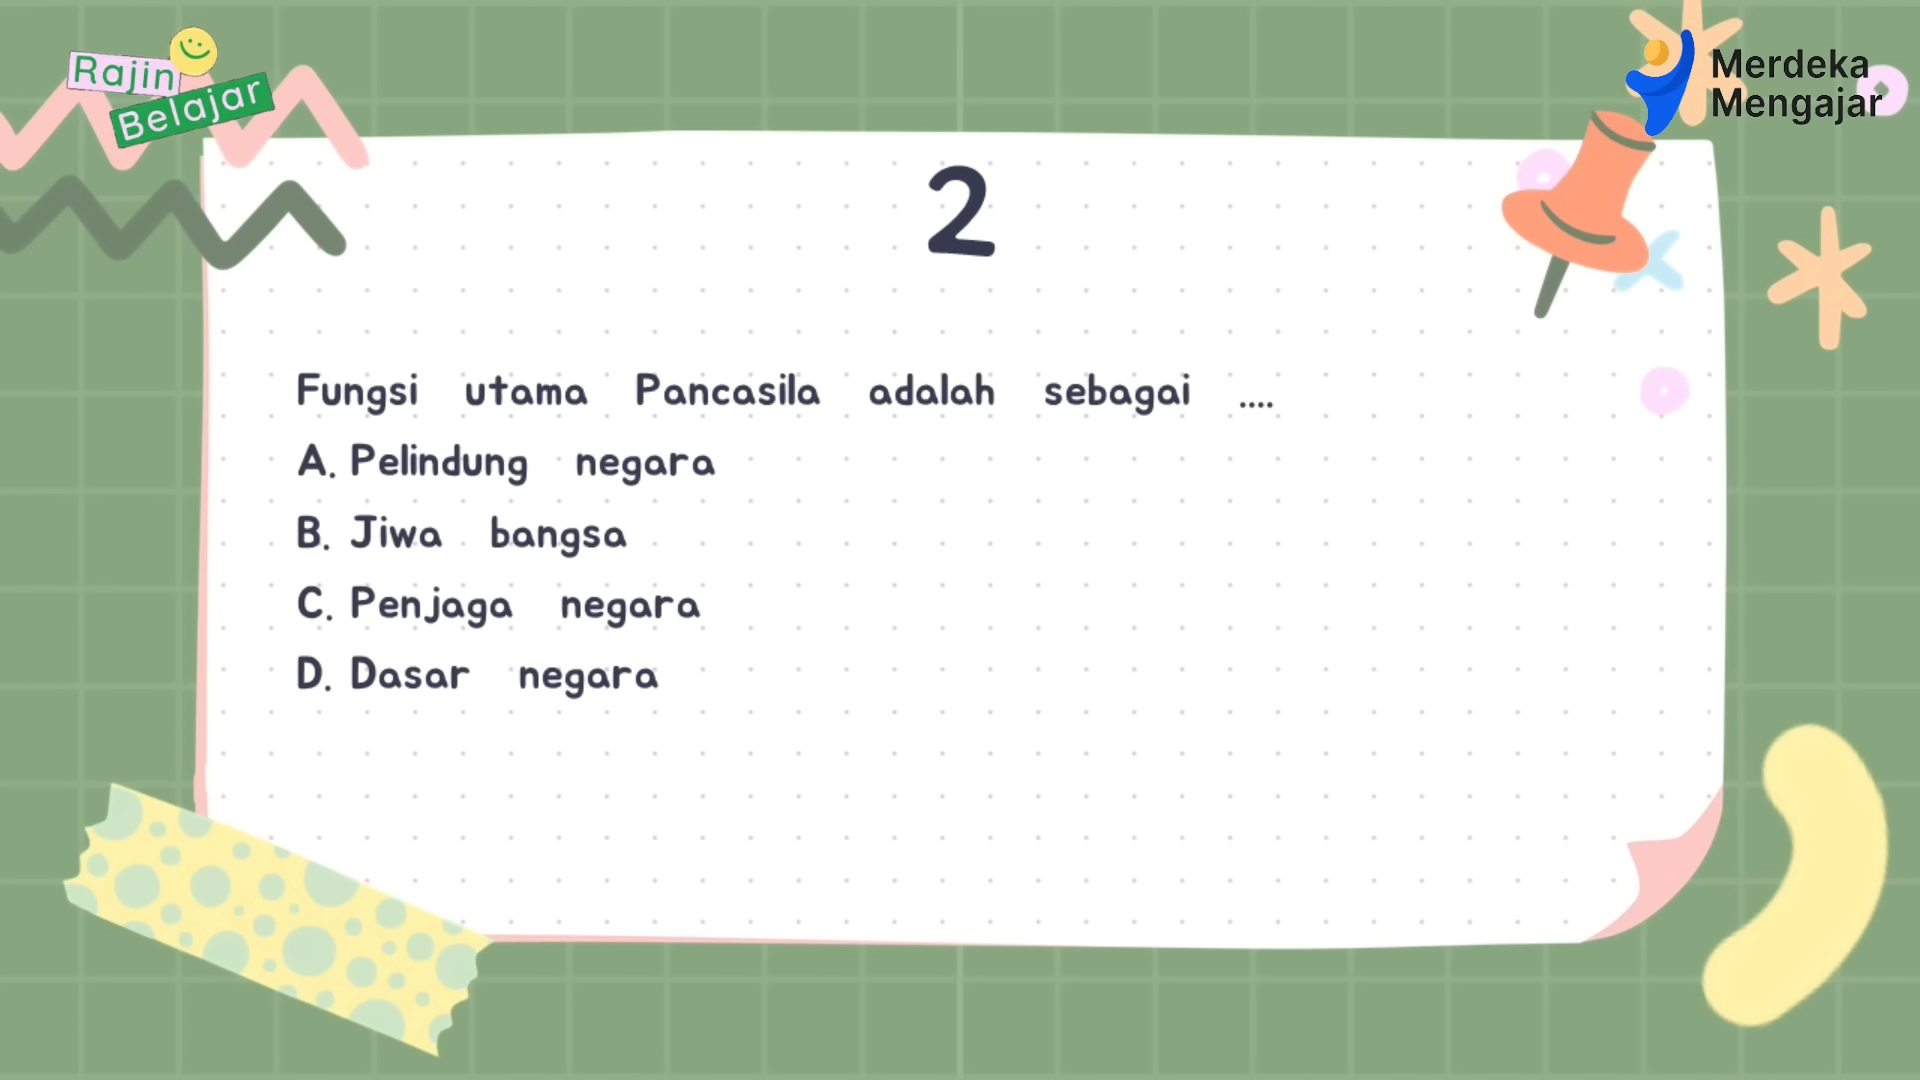 Rajin
Belajar
Merdeka
Mengajar
2
Fungsi utama Pancasila adalah sebagai ....
A. Pelindung negara
B. Jiwa bangsa
C. Penjaga negara
D. Dasar negara